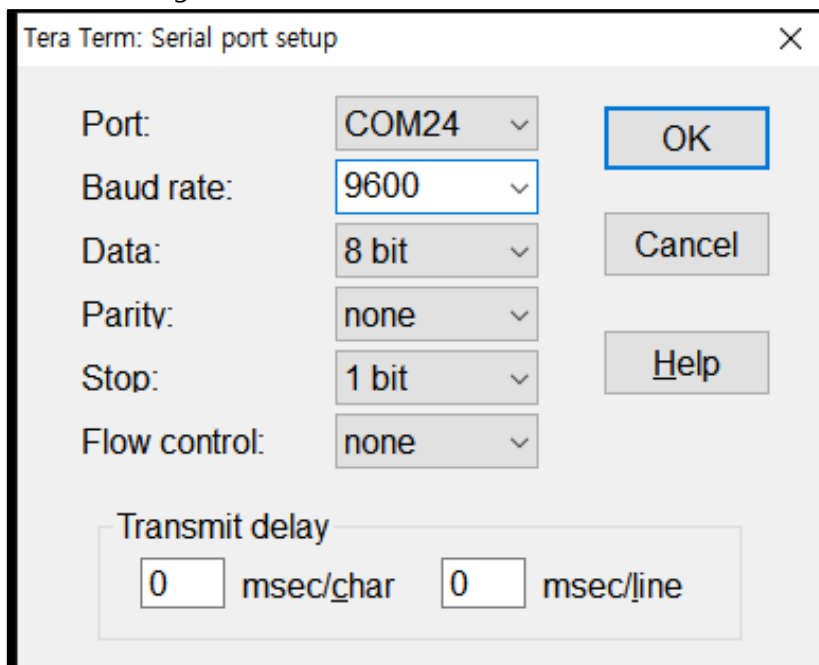 Tera Term: Serial port setup
Port: COM24 OK
Baud rate: 9600
Data: 8 bit Cancel
Parity: none
Stop: 1 bit Help
Flow control: none
Transmit delay
0 msec/char 0 msec/line